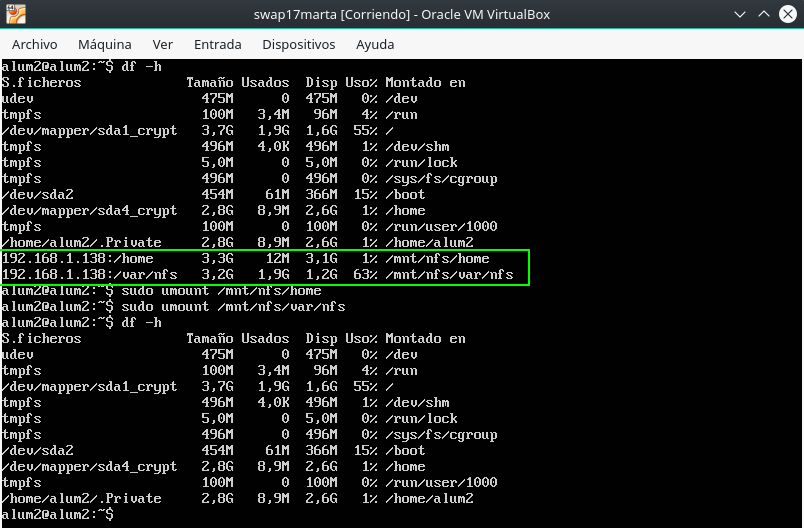 swap17marta [Corriendo] - Oracle VM VirtualBox
Archivo Máquina Ver Entrada Dispositivos Ayuda
alum2@alum2:~$ df -h
S.ficheros Tamaño Usados Disp Uso% Montado en
udev 475M 0 475M 0% /dev
tmpfs 100M 3,4M 96M 4% /run
/dev/mapper/sda1_crypt 3,7G 1,9G 1,6G 55% /
tmpfs 496M 4,0K 496M 1% /dev/shm
tmpfs 5,0M 0 5,0M 0% /run/lock
tmpfs 496M 0 496M 0% /sys/fs/cgroup
/dev/sda2 454M 61M 366M 15% /boot
/dev/mapper/sda4_crypt 2,8G 8,9M 2,6G 1% /home
tmpfs 100M 0 100M 0% /run/user/1000
/home/alum2/.Private 2,8G 8,9M 2,6G 1% /home/alum2
192.168.1.138:/home 3,3G 12M 3,1G 1% /mnt/nfs/home
192.168.1.138:/var/nfs 3,2G 1,9G 1,2G 63% /mnt/nfs/var/nfs
alum2@alum2:~$ sudo umount /mnt/nfs/home
alum2@alum2:~$ sudo umount /mnt/nfs/var/nfs
alum2@alum2:~$ df -h
S.ficheros Tamaño Usados Disp Uso% Montado en
udev 475M 0 475M 0% /dev
tmpfs 100M 3,4M 96M 4% /run
/dev/mapper/sda1_crypt 3,7G 1,9G 1,6G 55% /
tmpfs 496M 4,0K 496M 1% /dev/shm
tmpfs 5,0M 0 5,0M 0% /run/lock
tmpfs 496M 0 496M 0% /sys/fs/cgroup
/dev/sda2 454M 61M 366M 15% /boot
/dev/mapper/sda4_crypt 2,8G 8,9M 2,6G 1% /home
tmpfs 100M 0 100M 0% /run/user/1000
/home/alum2/.Private 2,8G 8,9M 2,6G 1% /home/alum2
alum2@alum2:~$